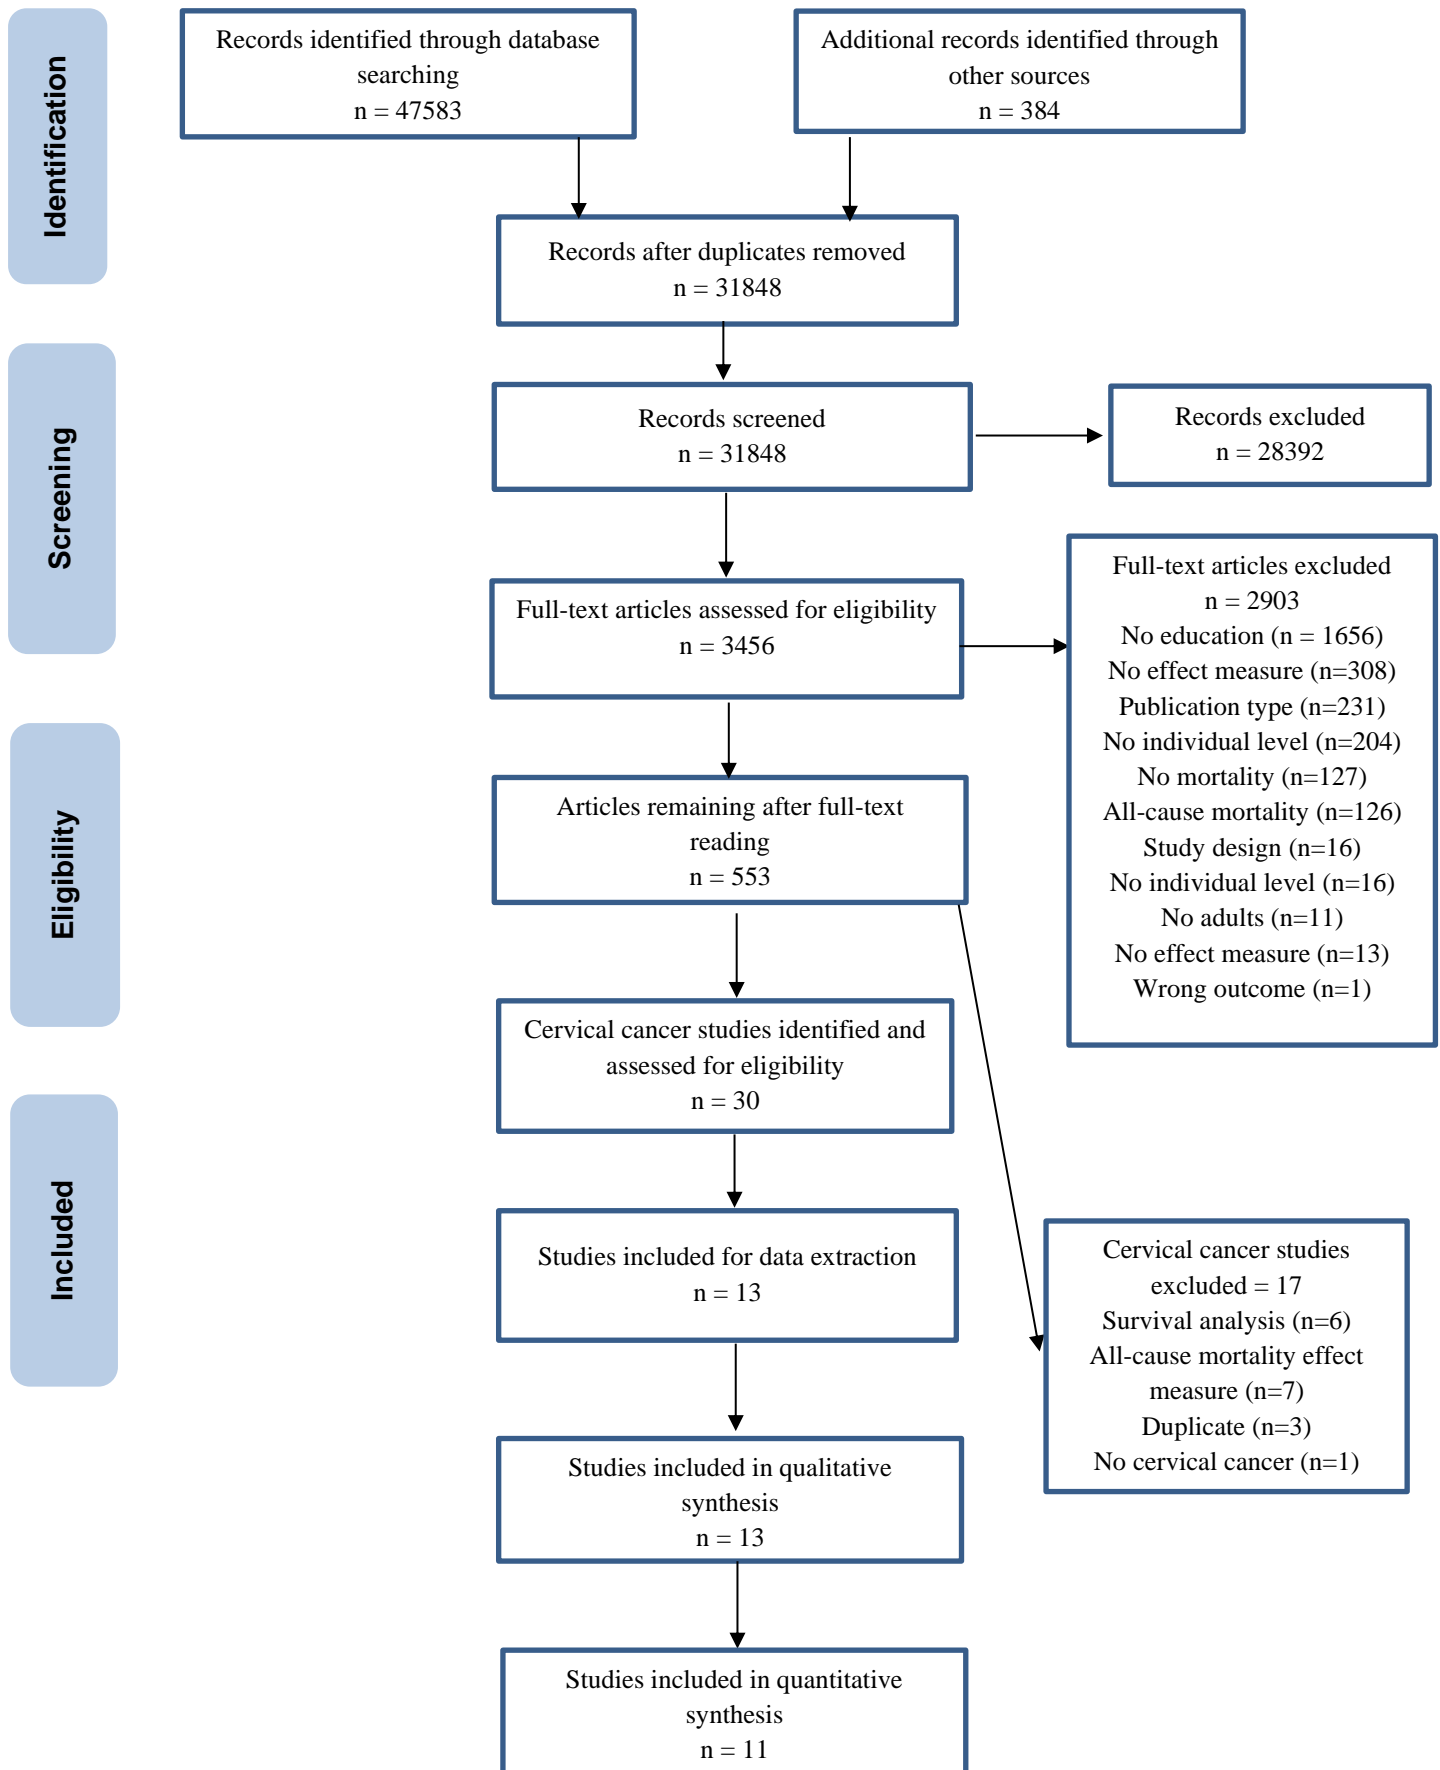 Identification
Records identified through database
searching
n = 47583
Additional records identified through
other sources
n = 384
Records after duplicates removed
n = 31848
Screening
Records screened
n = 31848
Records excluded
n = 28392
Full-text articles assessed for eligibility
n = 3456
Full-text articles excluded
n = 2903
No education (n = 1656)
No effect measure (n=308)
Publication type (n=231)
No individual level (n=204)
No mortality (n=127)
All-cause mortality (n=126)
Study design (n=16)
No individual level (n=16)
No adults (n=11)
No effect measure (n=13)
Wrong outcome (n=1)
Eligibility
Articles remaining after full-text
reading
n = 553
Cervical cancer studies identified and
assessed for eligibility
n = 30
Included
Studies included for data extraction
n = 13
Cervical cancer studies
excluded = 17
Survival analysis (n=6)
All-cause mortality effect
measure (n=7)
Duplicate (n=3)
No cervical cancer (n=1)
Studies included in qualitative
synthesis
n = 13
Studies included in quantitative
synthesis
n = 11